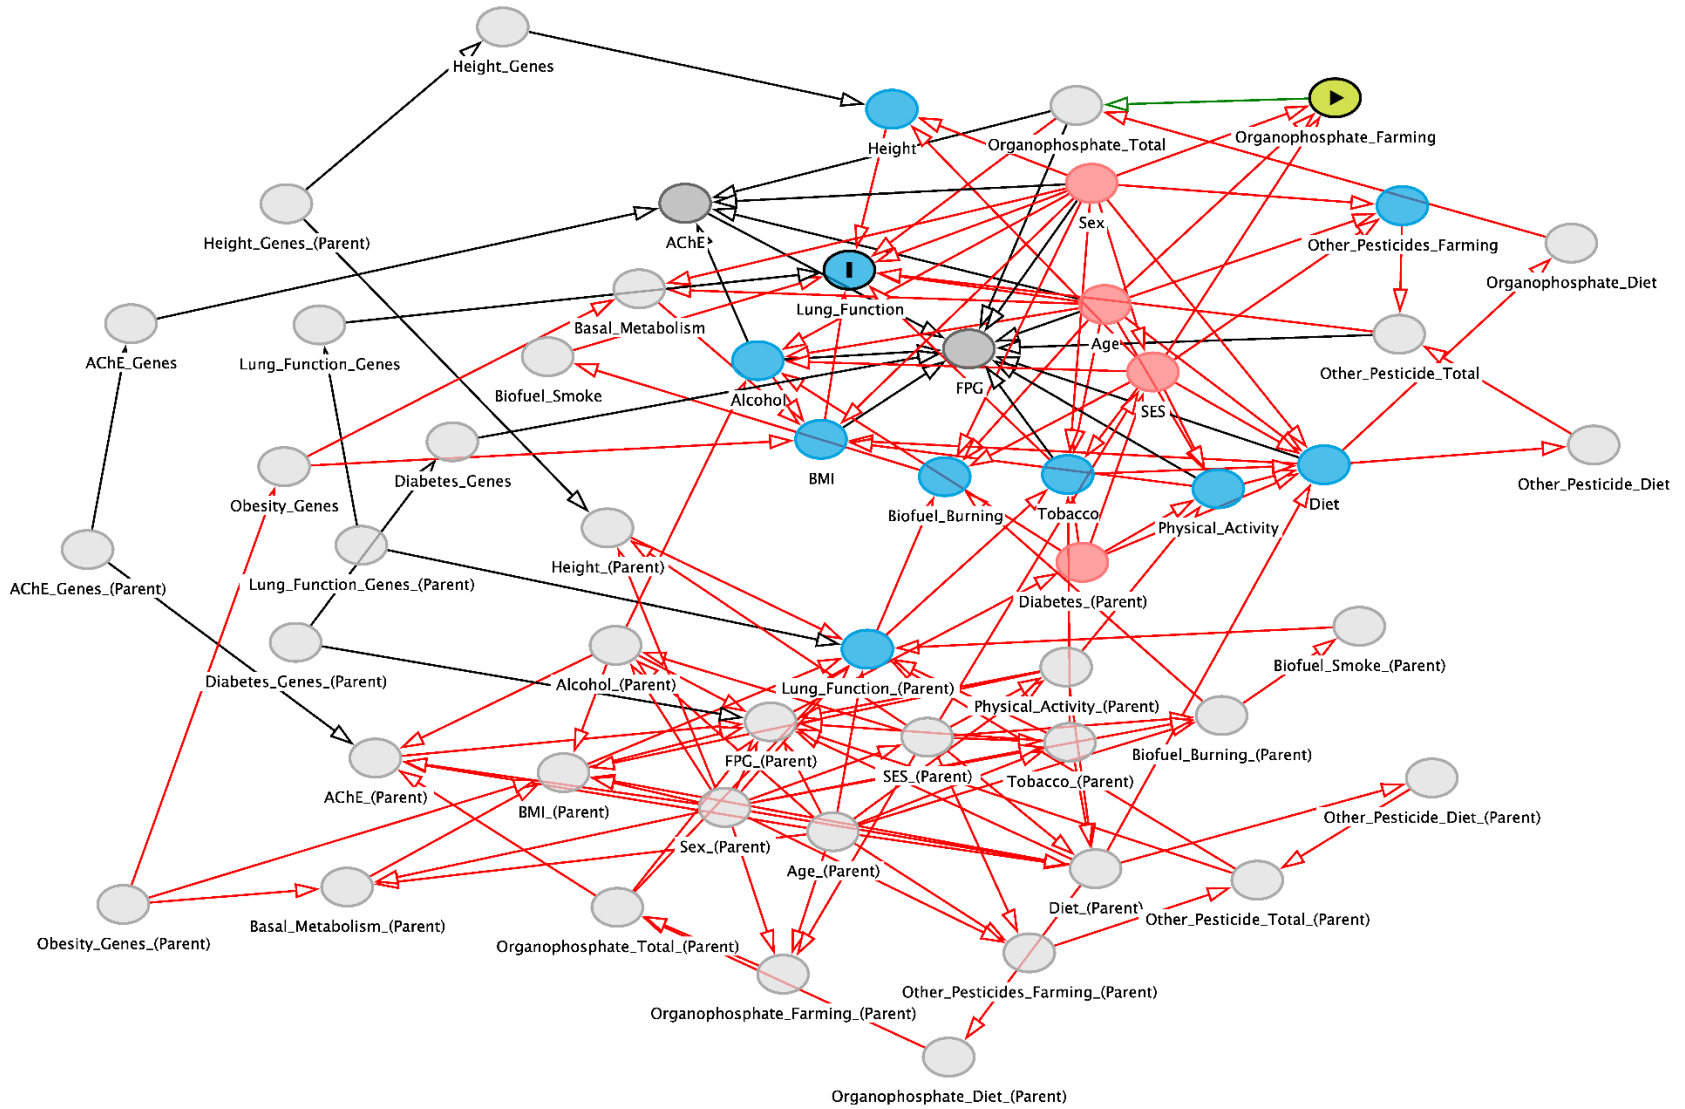 Height_Genes
Organophosphate_Farming
Organophosphate_Total
Height
Sex
Height_Genes_(Parent)
AChE
Other_Pesticides_Farming
Organophosphate_Diet
Lung_Function
Basal_Metabolism
Age
AChE_Genes
Lung_Function_Genes
Other_Pesticide_Total
FPG
Biofuel_Smoke
Alcohol
SES
BMI
Diabetes_Genes
Other_Pesticide_Diet
Obesity_Genes
Diet
Biofuel_Burning
Tobacco
Physical_Activity
Height_(Parent)
Lung_Function_Genes_(Parent)
AChE_Genes_(Parent)
Diabetes_(Parent)
Biofuel_Smoke_(Parent)
Diabetes_Genes_(Parent)
Alcohol_(Parent)
Lung_Function_(Parent)
Physical_Activity_(Parent)
Biofuel_Burning_(Parent)
FPG_(Parent)
SES_(Parent)
Tobacco_(Parent)
AChE_(Parent)
BMI_(Parent)
Other_Pesticide_Diet_(Parent)
Sex_(Parent)
Age_(Parent)
Diet_(Parent)
Other_Pesticide_Total_(Parent)
Basal_Metabolism_(Parent)
Obesity_Genes_(Parent)
Organophosphate_Total_(Parent)
Other_Pesticides_Farming_(Parent)
Organophosphate_Farming_(Parent)
Organophosphate_Diet_(Parent)